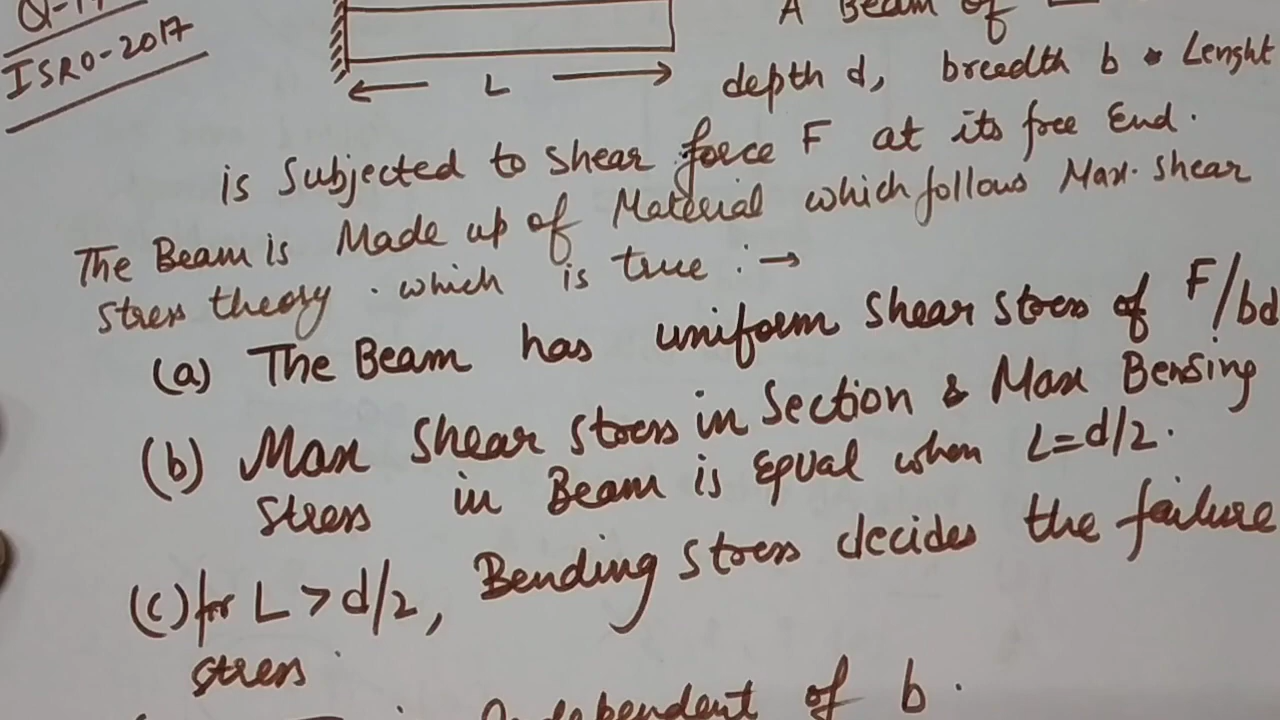 ISRO-2017
A Beam of
L
depth d, breadth b & Lenght
is Subjected to Shear force F at its free End.
The Beam is Made up of Material which follows Max. Shear
Stress theory. which is true :→
(a) The Beam has uniform Shear Stress of F/bd
(b) Max Shear Stress in Section & Max Bending
Stress in Beam is Equal when L=d/2.
(c) for L > d/2, Bending Stress decides the failure
stress.
Independent of b.